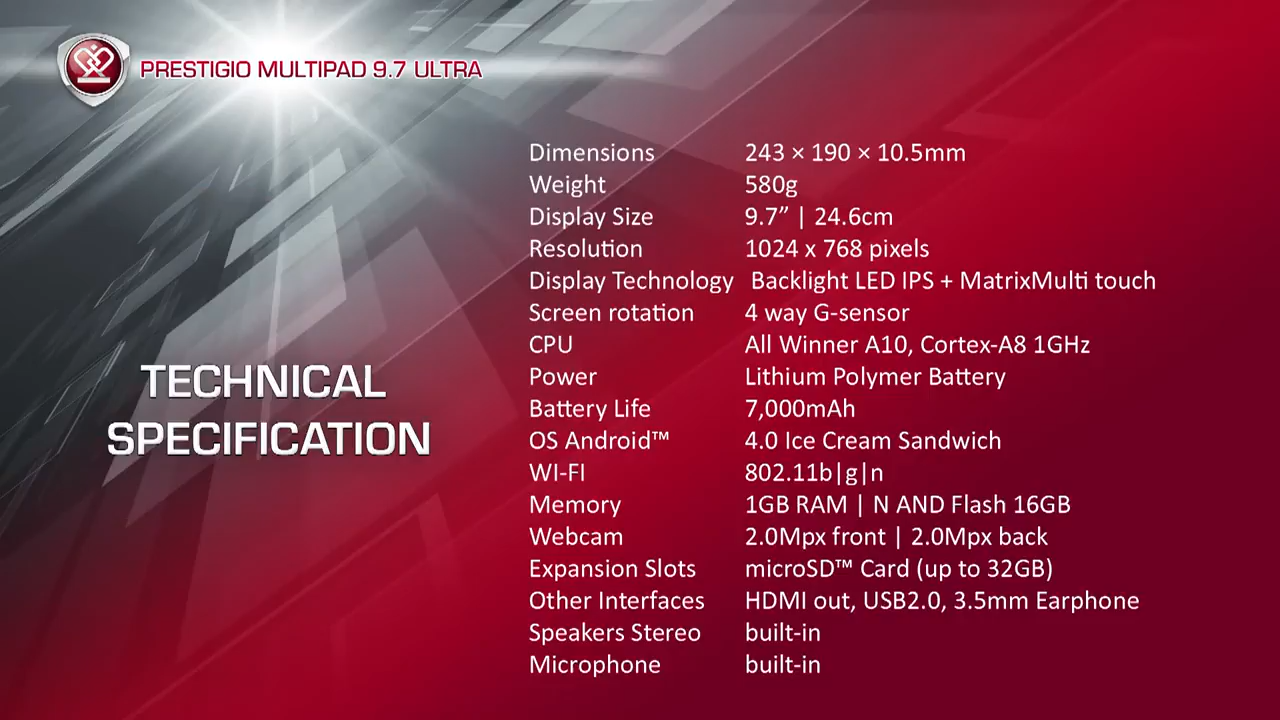 PRESTIGIO MULTIPAD 9.7 ULTRA
TECHNICAL
SPECIFICATION
Dimensions 243 × 190 × 10.5mm
Weight 580g
Display Size 9.7” | 24.6cm
Resolution 1024 x 768 pixels
Display Technology Backlight LED IPS + MatrixMulti touch
Screen rotation 4 way G-sensor
CPU All Winner A10, Cortex-A8 1GHz
Power Lithium Polymer Battery
Battery Life 7,000mAh
OS Android™ 4.0 Ice Cream Sandwich
WI-FI 802.11b|g|n
Memory 1GB RAM | N AND Flash 16GB
Webcam 2.0Mpx front | 2.0Mpx back
Expansion Slots microSD™ Card (up to 32GB)
Other Interfaces HDMI out, USB2.0, 3.5mm Earphone
Speakers Stereo built-in
Microphone built-in